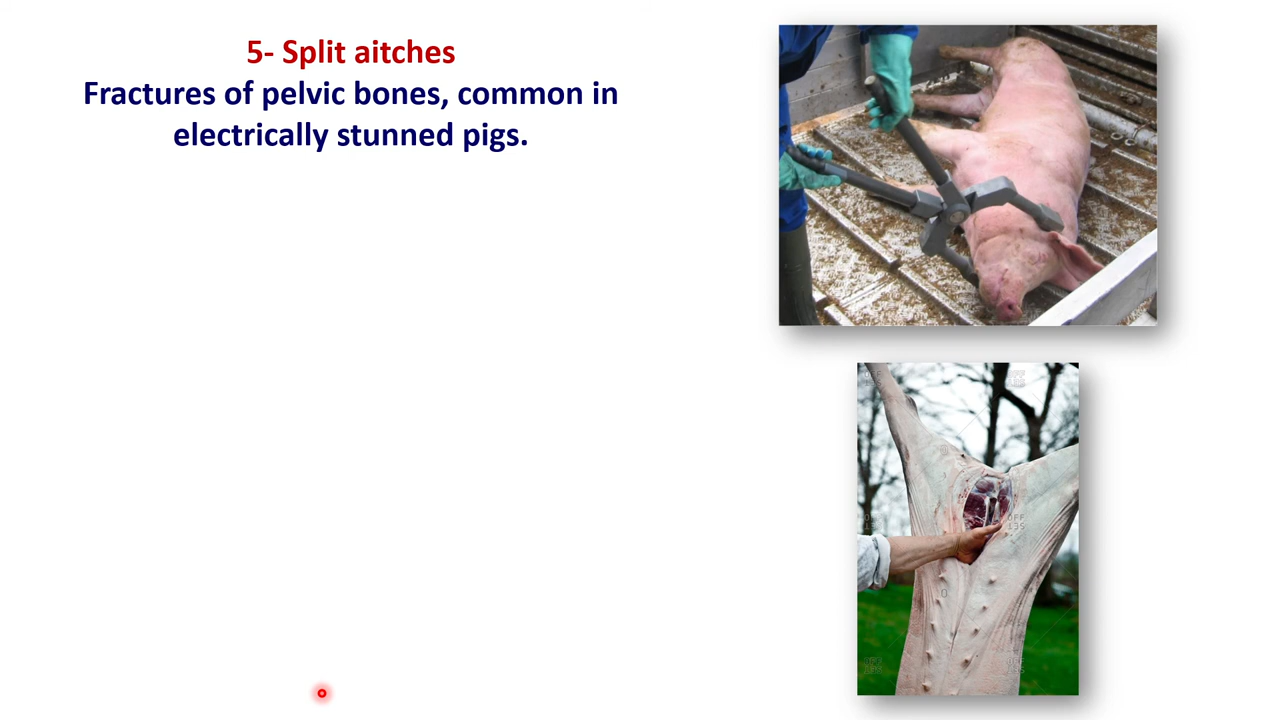 5- Split aitches
Fractures of pelvic bones, common in
electrically stunned pigs.